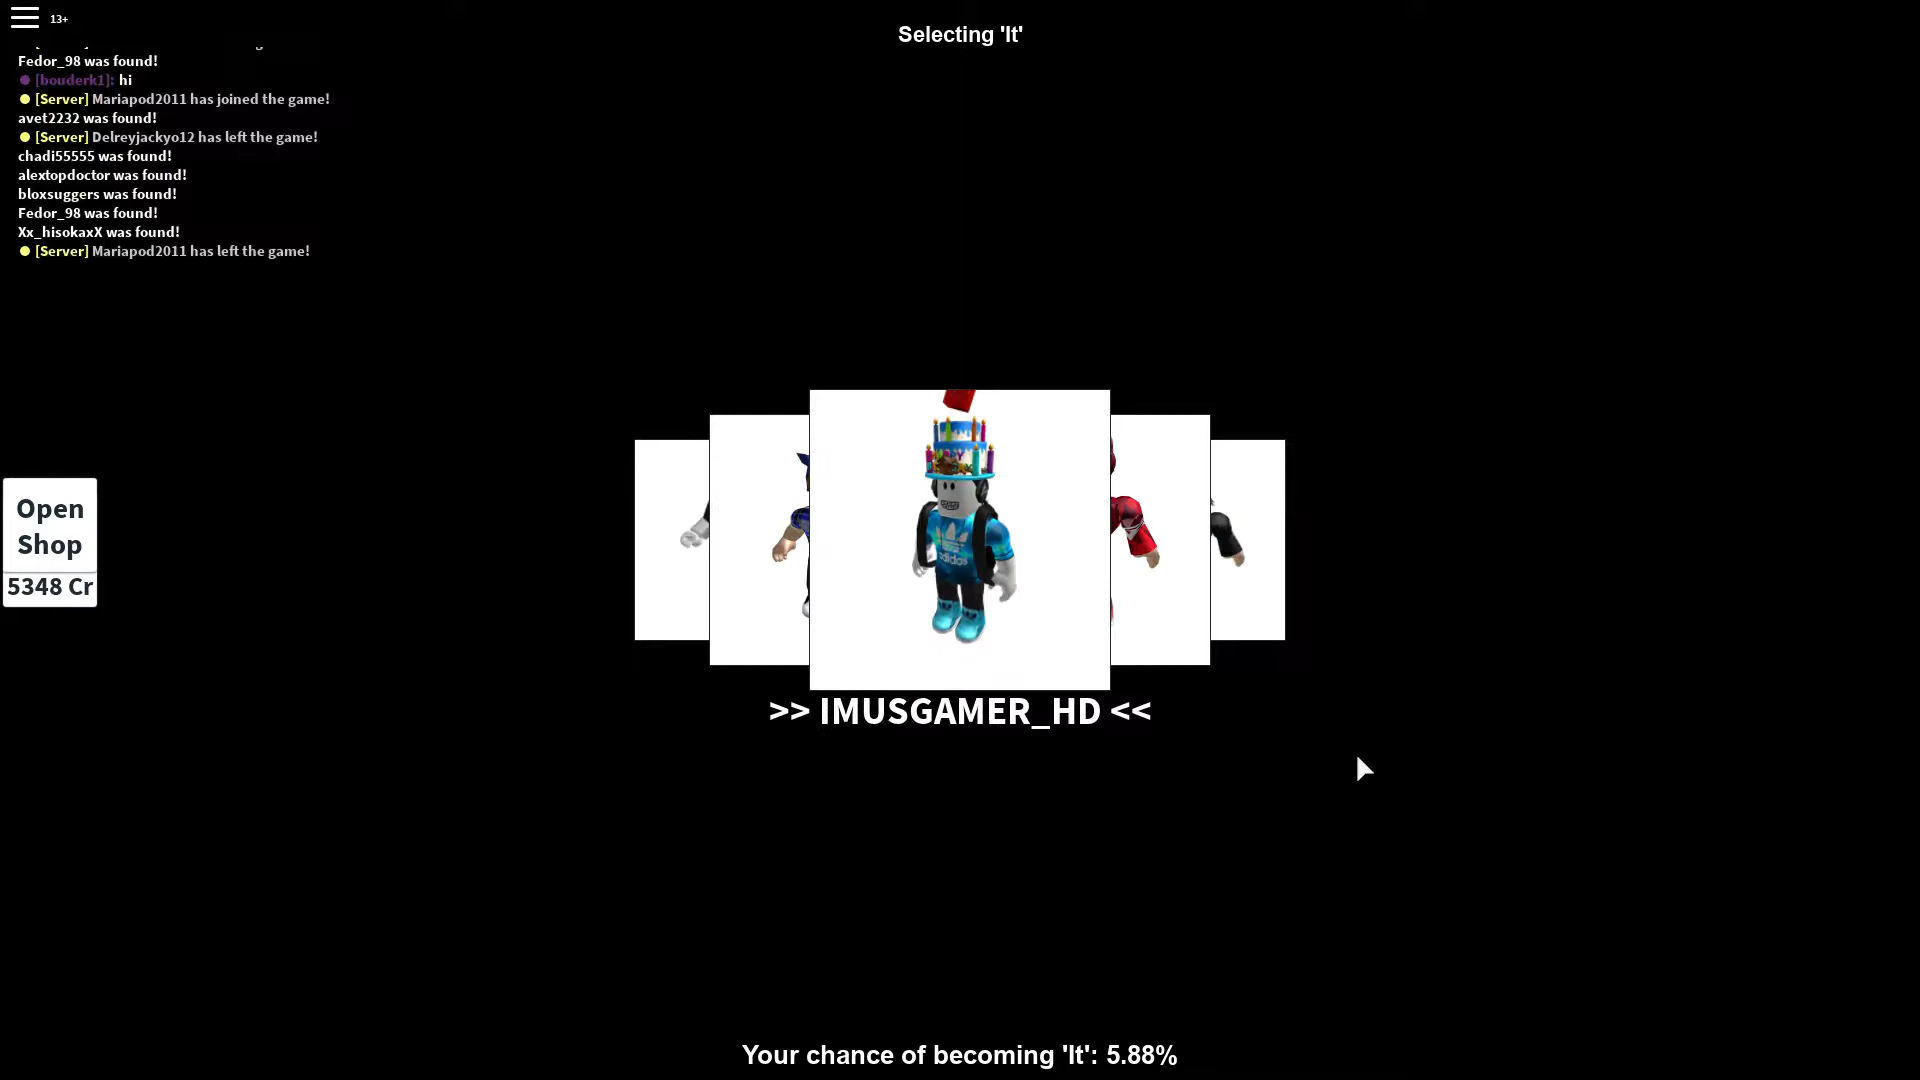 13+
Selecting 'It'
Fedor_98 was found!
[bouderk1]: hi
[Server] Mariapod2011 has joined the game!
avet2232 was found!
[Server] Delreyjackyo12 has left the game!
chadi55555 was found!
alextopdoctor was found!
bloxsuggers was found!
Fedor_98 was found!
Xx_hisokaxX was found!
[Server] Mariapod2011 has left the game!
adidas
Open
Shop
5348 Cr
>> IMUSGAMER_HD <<
Your chance of becoming 'It': 5.88%